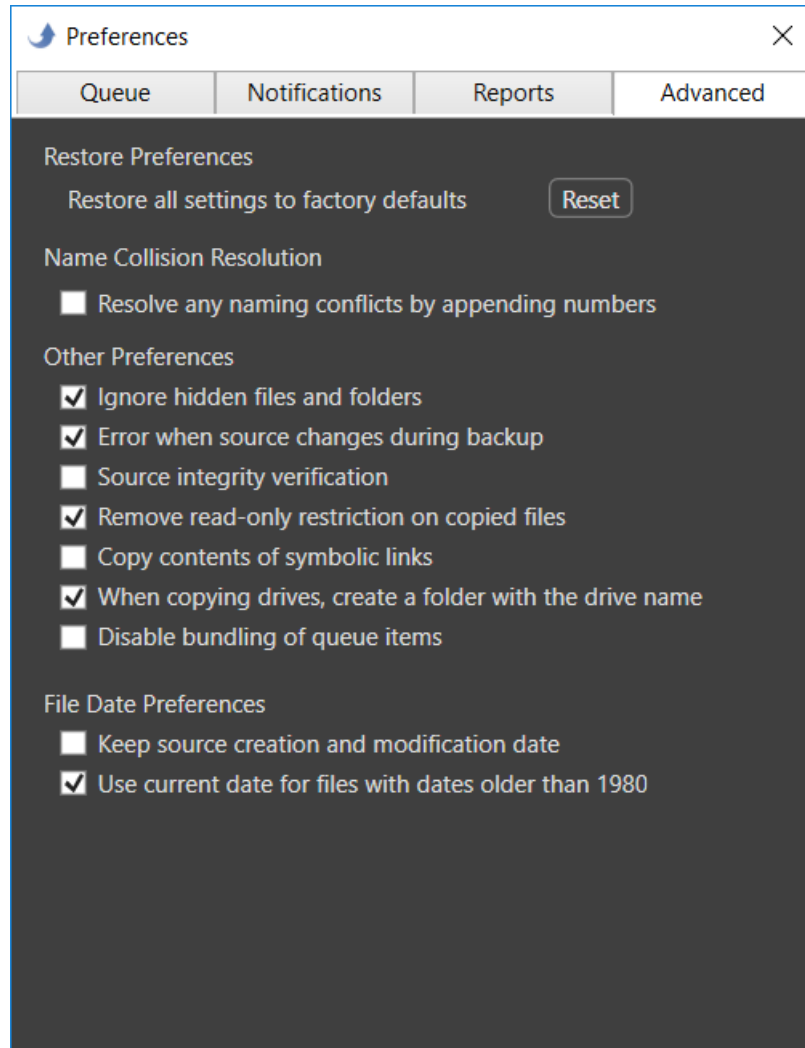 Preferences
Queue Notifications Reports Advanced
Restore Preferences
Restore all settings to factory defaults Reset
Name Collision Resolution
Resolve any naming conflicts by appending numbers
Other Preferences
Ignore hidden files and folders
Error when source changes during backup
Source integrity verification
Remove read-only restriction on copied files
Copy contents of symbolic links
When copying drives, create a folder with the drive name
Disable bundling of queue items
File Date Preferences
Keep source creation and modification date
Use current date for files with dates older than 1980